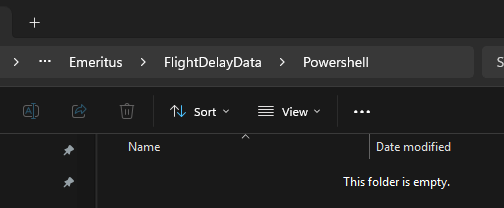 ... Emeritus > FlightDelayData > Powershell S
Sort View ...
Name Date modified
This folder is empty.